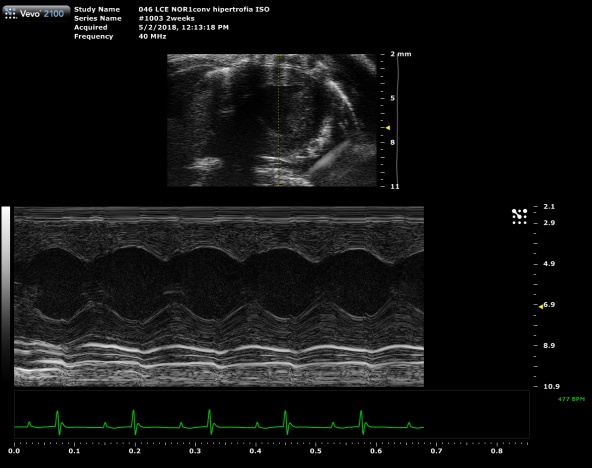 Vevo 2100
Study Name 046 LCE NOR1conv hipertrofia ISO
Series Name #1003 2weeks
Acquired 5/2/2018, 12:13:18 PM
Frequency 40 MHz
2 mm
5
8
11
2.1
2.9
4.9
6.9
8.9
10.9
477 BPM
0.0 0.1 0.2 0.3 0.4 0.5 0.6 0.7 0.8